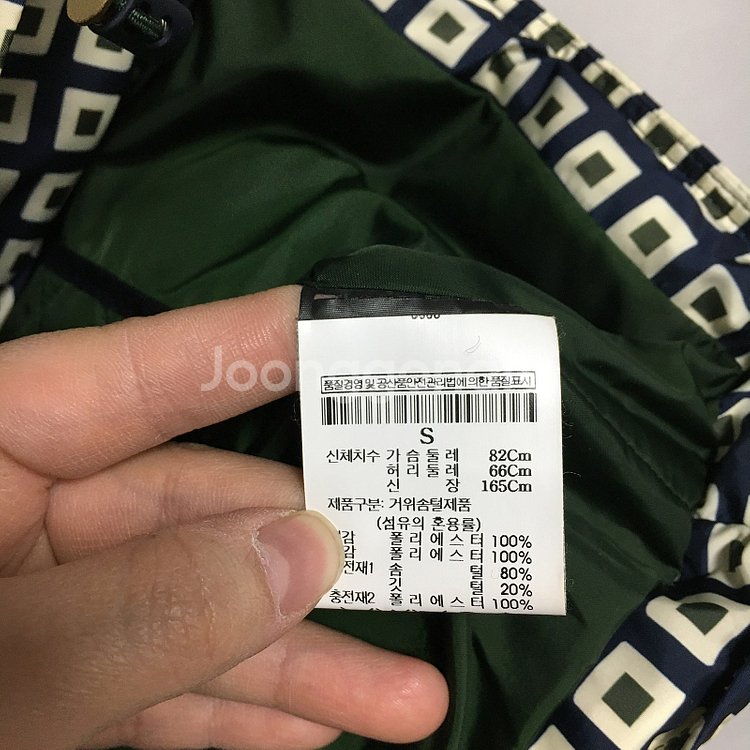 품질경영 및 공산품안전관리법에 의한 품질표시
S
신체치수 가슴둘레 82Cm
허리둘레 66Cm
신 장 165Cm
제품구분: 거위솜털제품
(섬유의 혼용률)
감 폴리에스터 100%
감 폴리에스터 100%
전재1 솜 털 80%
깃 털 20%
충전재2 폴리에스터 100%